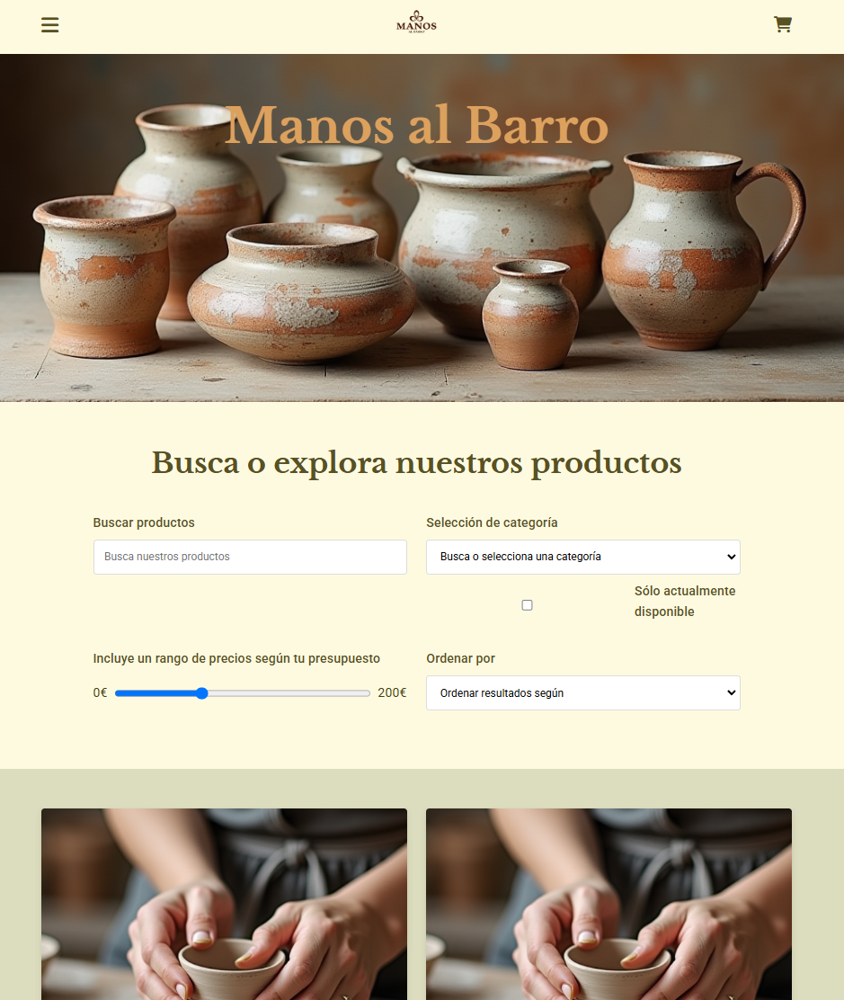 MANOS
AL BARRO
Manos al Barro
Busca o explora nuestros productos
Buscar productos
Selección de categoría
Busca nuestros productos
Busca o selecciona una categoría
Sólo actualmente
disponible
Incluye un rango de precios según tu presupuesto
Ordenar por
0€
200€
Ordenar resultados según